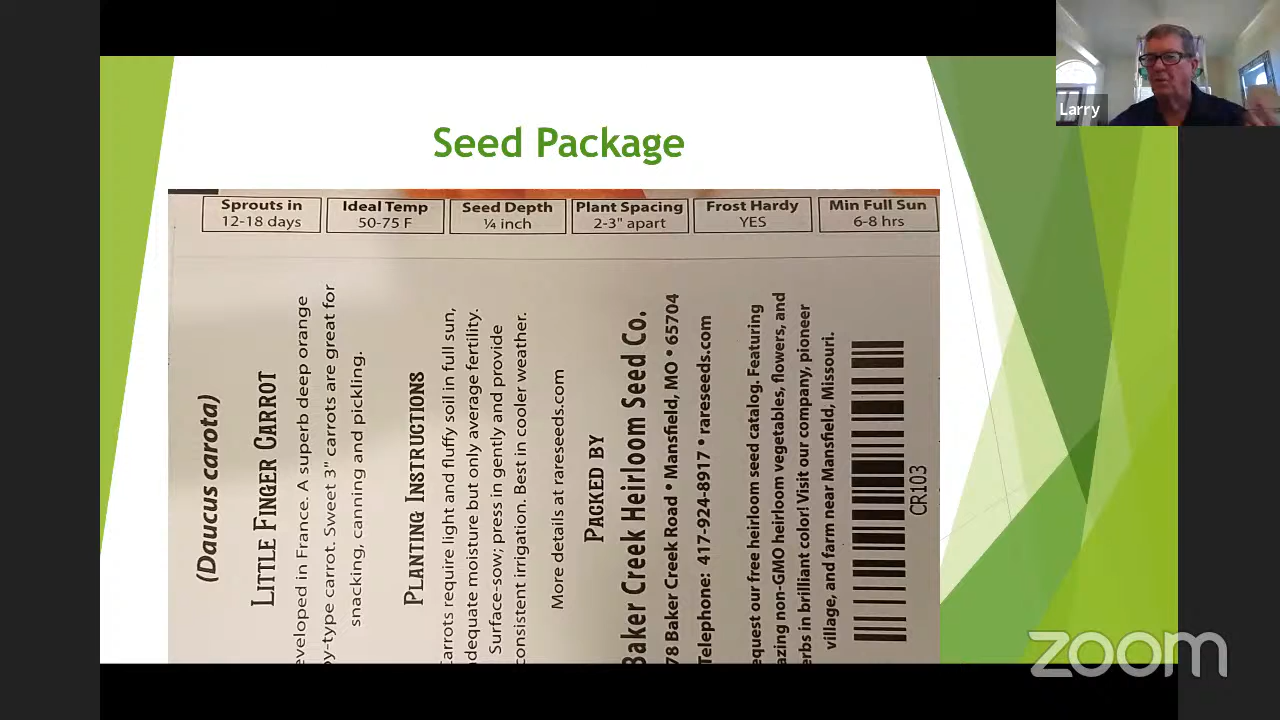 Seed Package
Sprouts in
12-18 days
Ideal Temp
50-75 F
Seed Depth
¼ inch
Plant Spacing
2-3" apart
Frost Hardy
YES
Min Full Sun
6-8 hrs
(Daucus carota)
LITTLE FINGER CARROT
eveloped in France. A superb deep orange
by-type carrot. Sweet 3" carrots are great for
snacking, canning and pickling.
PLANTING INSTRUCTIONS
Carrots require light and fluffy soil in full sun,
dequate moisture but only average fertility.
Surface-sow; press in gently and provide
consistent irrigation. Best in cooler weather.
More details at rareseeds.com
PACKED BY
Baker Creek Heirloom Seed Co.
78 Baker Creek Road • Mansfield, MO • 65704
Telephone: 417-924-8917 • rareseeds.com
equest our free heirloom seed catalog. Featuring
azing non-GMO heirloom vegetables, flowers, and
erbs in brilliant color! Visit our company, pioneer
village, and farm near Mansfield, Missouri.
CR103
Larry
zoom